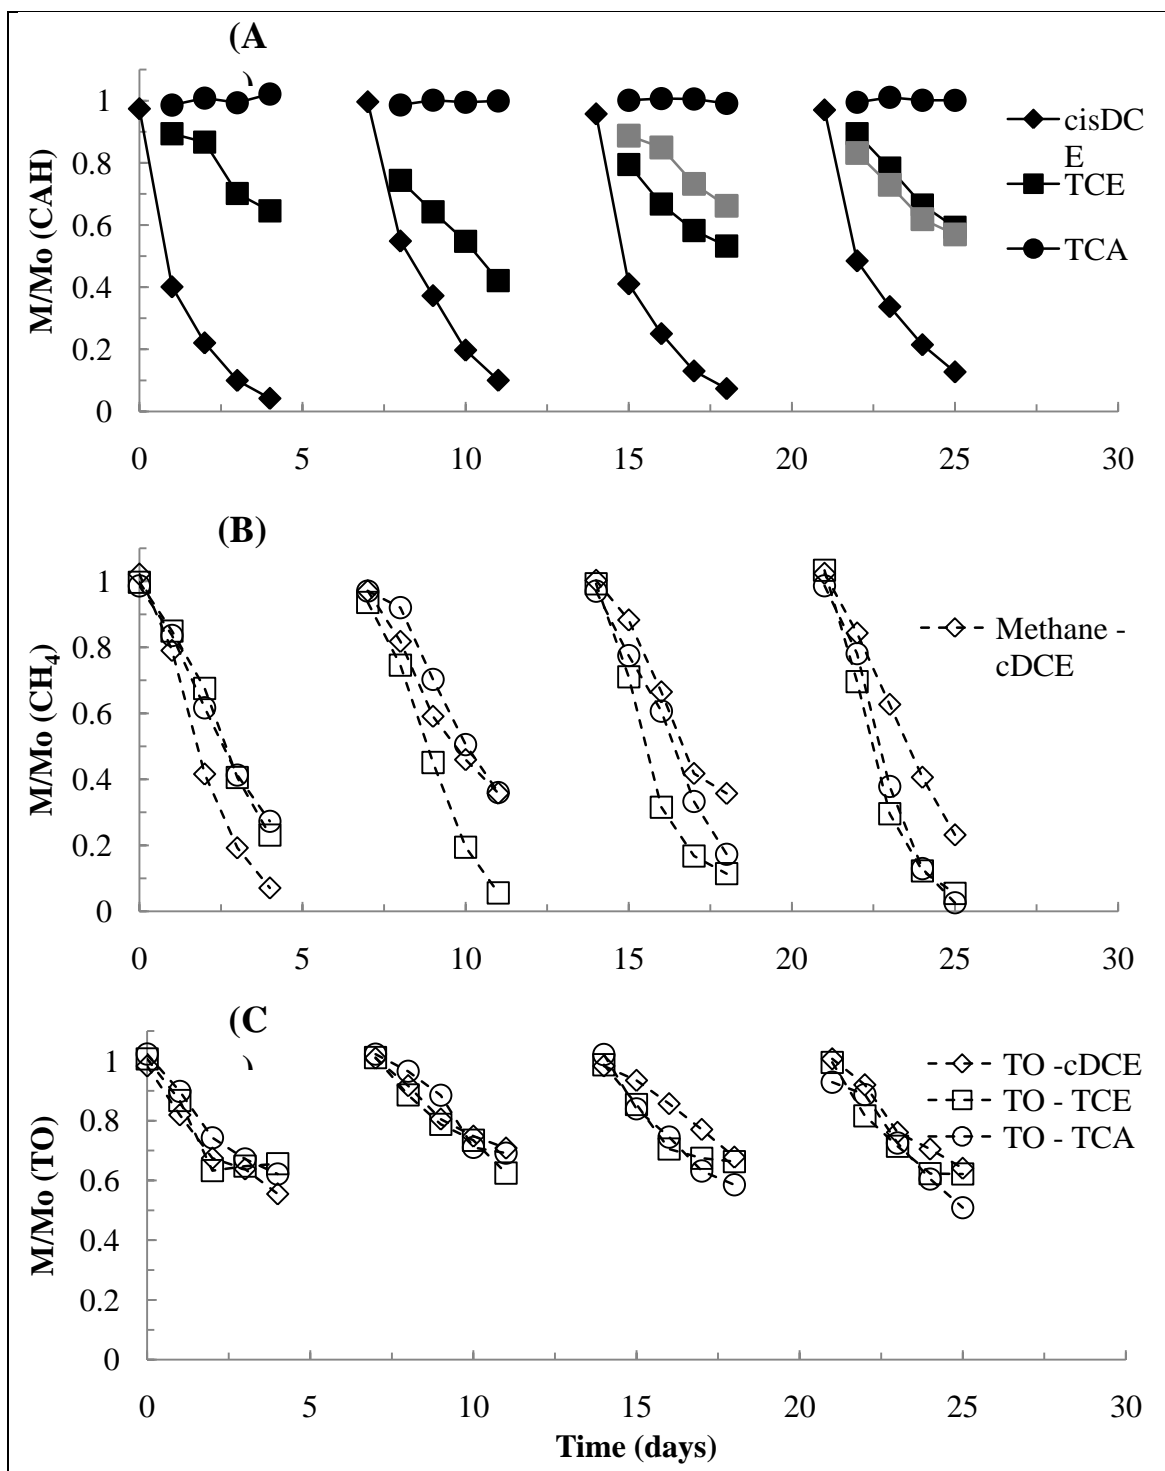 (A
)
1
0.8
0.6
0.4
0.2
0
M/Mo (CAH)
cisDC
E
TCE
TCA
0 5 10 15 20 25 30
(B)
1
0.8
0.6
0.4
0.2
0
M/Mo (CH4)
Methane -
cDCE
0 5 10 15 20 25 30
(C
)
1
0.8
0.6
0.4
0.2
0
M/Mo (TO)
TO -cDCE
TO - TCE
TO - TCA
0 5 10 15 20 25 30
Time (days)